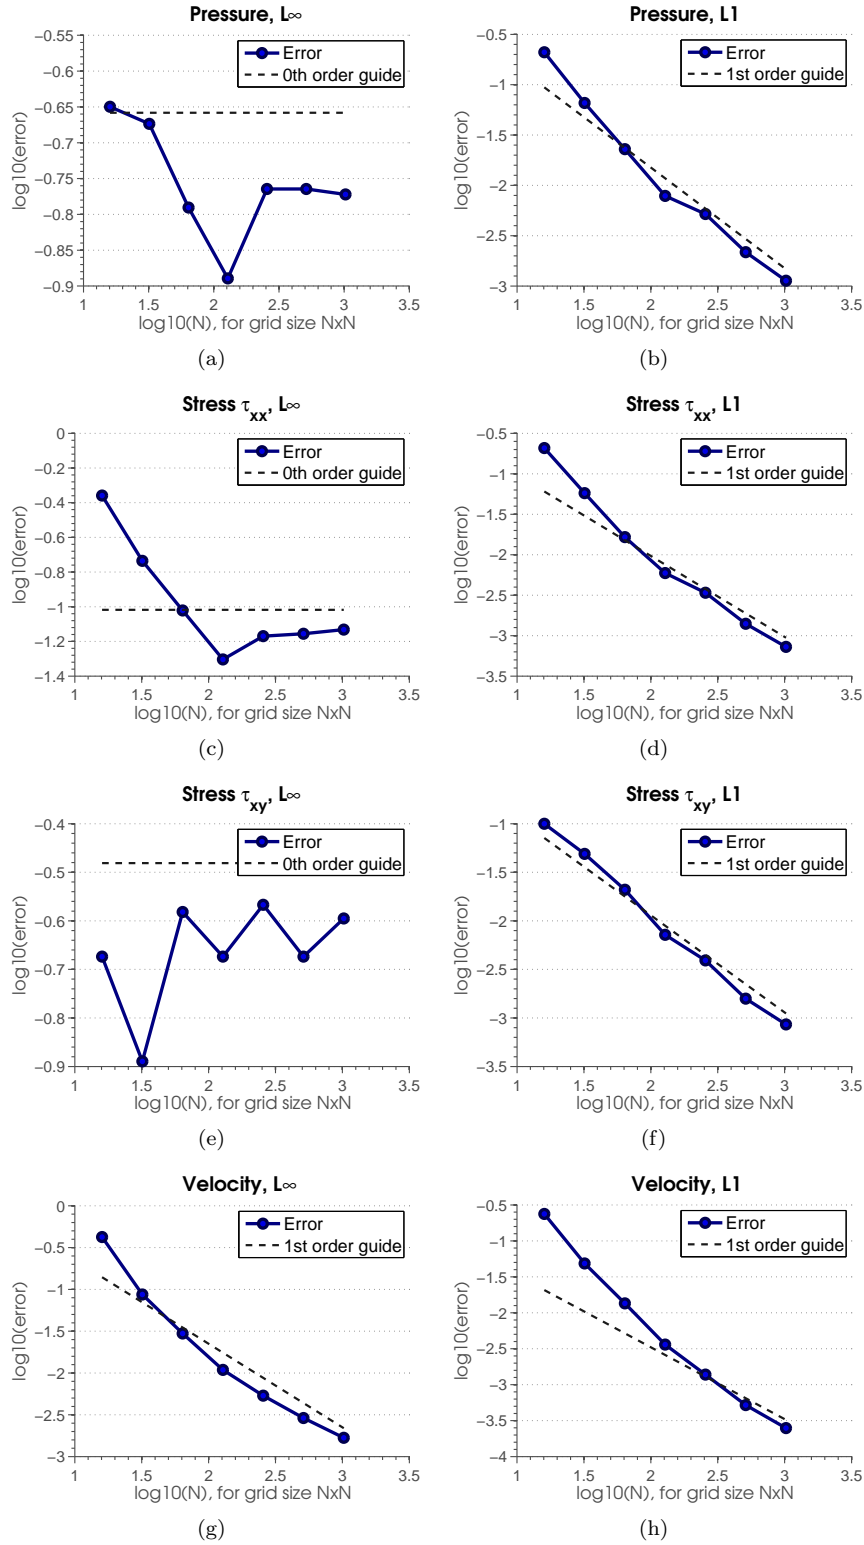 Pressure, L∞
−0.55
−0.6
−0.65
−0.7
−0.75
−0.8
−0.85
−0.9
log10(error)
Error
0th order guide
1 1.5 2 2.5 3 3.5
log10(N), for grid size NxN
(a)
Pressure, L1
−0.5
−1
−1.5
−2
−2.5
−3
log10(error)
Error
1st order guide
1 1.5 2 2.5 3 3.5
log10(N), for grid size NxN
(b)
Stress τxx, L∞
0
−0.2
−0.4
−0.6
−0.8
−1
−1.2
−1.4
log10(error)
Error
0th order guide
1 1.5 2 2.5 3 3.5
log10(N), for grid size NxN
(c)
Stress τxx, L1
−0.5
−1
−1.5
−2
−2.5
−3
−3.5
log10(error)
Error
1st order guide
1 1.5 2 2.5 3 3.5
log10(N), for grid size NxN
(d)
Stress τxy, L∞
−0.4
−0.5
−0.6
−0.7
−0.8
−0.9
log10(error)
Error
0th order guide
1 1.5 2 2.5 3 3.5
log10(N), for grid size NxN
(e)
Stress τxy, L1
−1
−1.5
−2
−2.5
−3
−3.5
log10(error)
Error
1st order guide
1 1.5 2 2.5 3 3.5
log10(N), for grid size NxN
(f)
Velocity, L∞
0
−0.5
−1
−1.5
−2
−2.5
−3
log10(error)
Error
1st order guide
1 1.5 2 2.5 3 3.5
log10(N), for grid size NxN
(g)
Velocity, L1
−0.5
−1
−1.5
−2
−2.5
−3
−3.5
−4
log10(error)
Error
1st order guide
1 1.5 2 2.5 3 3.5
log10(N), for grid size NxN
(h)